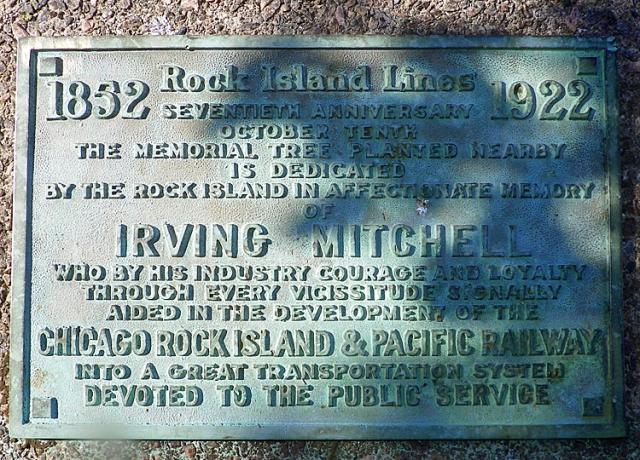 1852 Rock Island Lines 1922
SEVENTIETH ANNIVERSARY
OCTOBER TENTH
THE MEMORIAL TREE PLANTED NEARBY
IS DEDICATED
BY THE ROCK ISLAND IN AFFECTIONATE MEMORY
OF
IRVING MITCHELL
WHO BY HIS INDUSTRY COURAGE AND LOYALTY
THROUGH EVERY VICISSITUDE SIGNALLY
AIDED IN THE DEVELOPMENT OF THE
CHICAGO ROCK ISLAND & PACIFIC RAILWAY
INTO A GREAT TRANSPORTATION SYSTEM
DEVOTED TO THE PUBLIC SERVICE